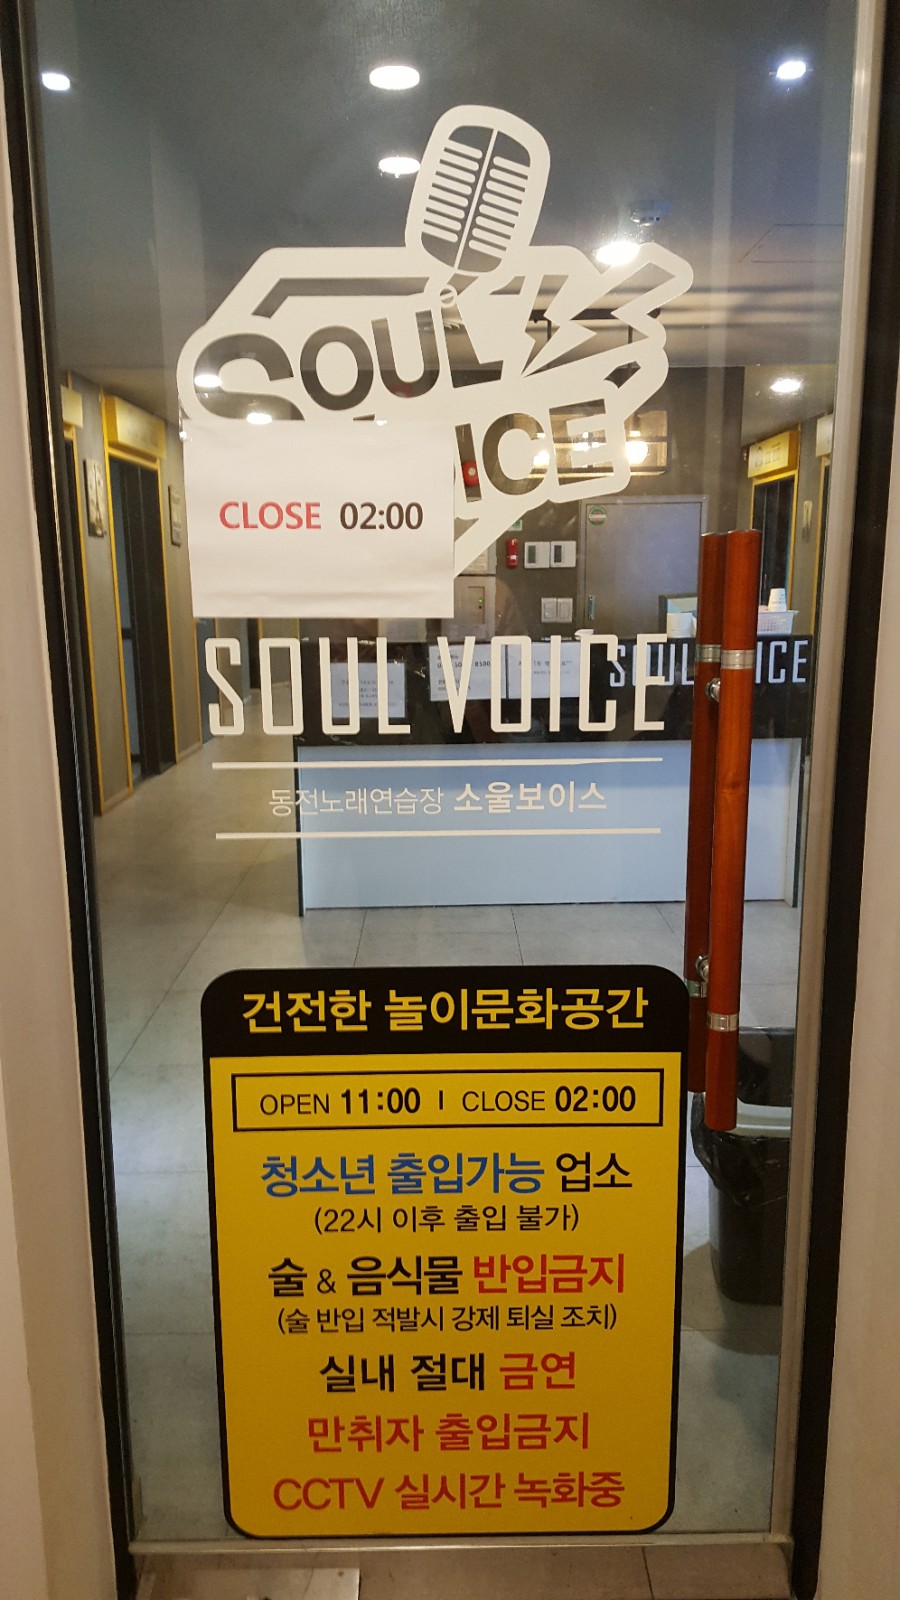 SOUL
VOICE
CLOSE 02:00
SOUL VOICE
SOUL VOICE
동전노래연습장 소울보이스
건전한 놀이문화공간
OPEN 11:00 | CLOSE 02:00
청소년 출입가능 업소
(22시 이후 출입 불가)
술 & 음식물 반입금지
(술 반입 적발시 강제 퇴실 조치)
실내 절대 금연
만취자 출입금지
CCTV 실시간 녹화중